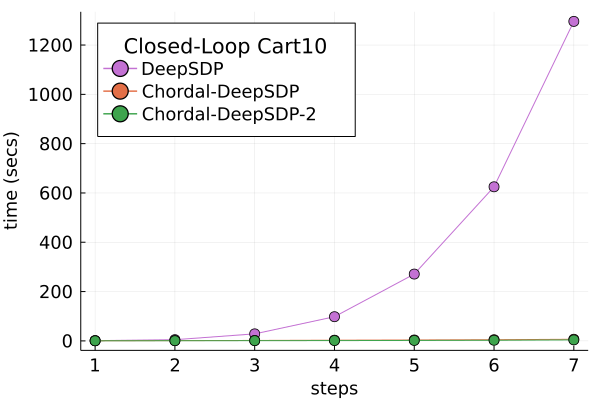 Closed-Loop Cart10
DeepSDP
Chordal-DeepSDP
Chordal-DeepSDP-2
time (secs)
1200
1000
800
600
400
200
0
1 2 3 4 5 6 7
steps